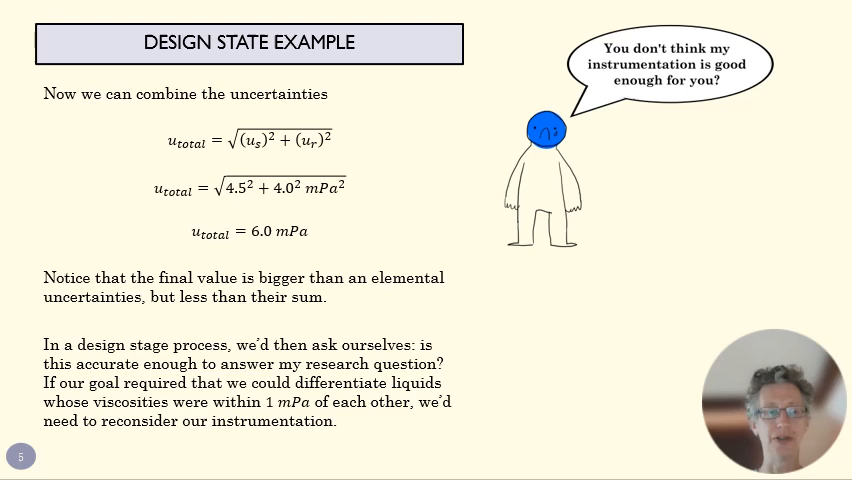 DESIGN STATE EXAMPLE
You don't think my
instrumentation is good
enough for you?
Now we can combine the uncertainties
u_total = √((u_s)² + (u_r)²)
u_total = √(4.5² + 4.0² mPa²)
u_total = 6.0 mPa
Notice that the final value is bigger than an elemental
uncertainties, but less than their sum.
In a design stage process, we'd then ask ourselves: is
this accurate enough to answer my research question?
If our goal required that we could differentiate liquids
whose viscosities were within 1 mPa of each other, we'd
need to reconsider our instrumentation.
5